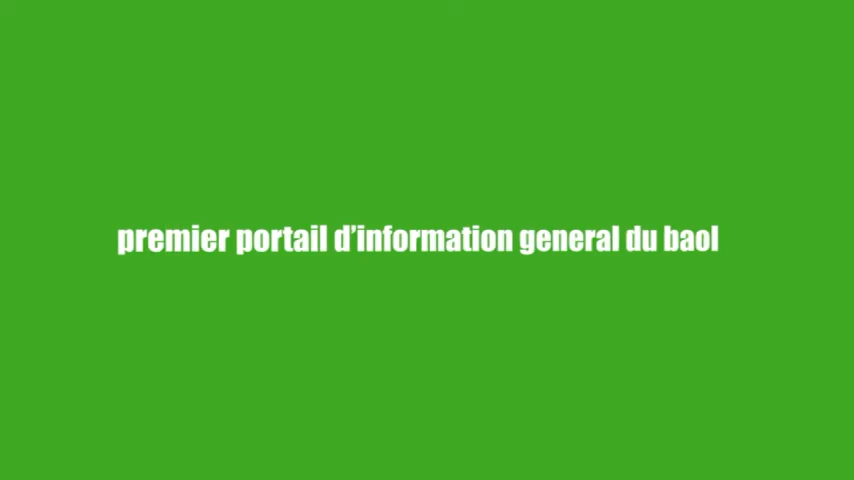 premier portail d’information general du baol